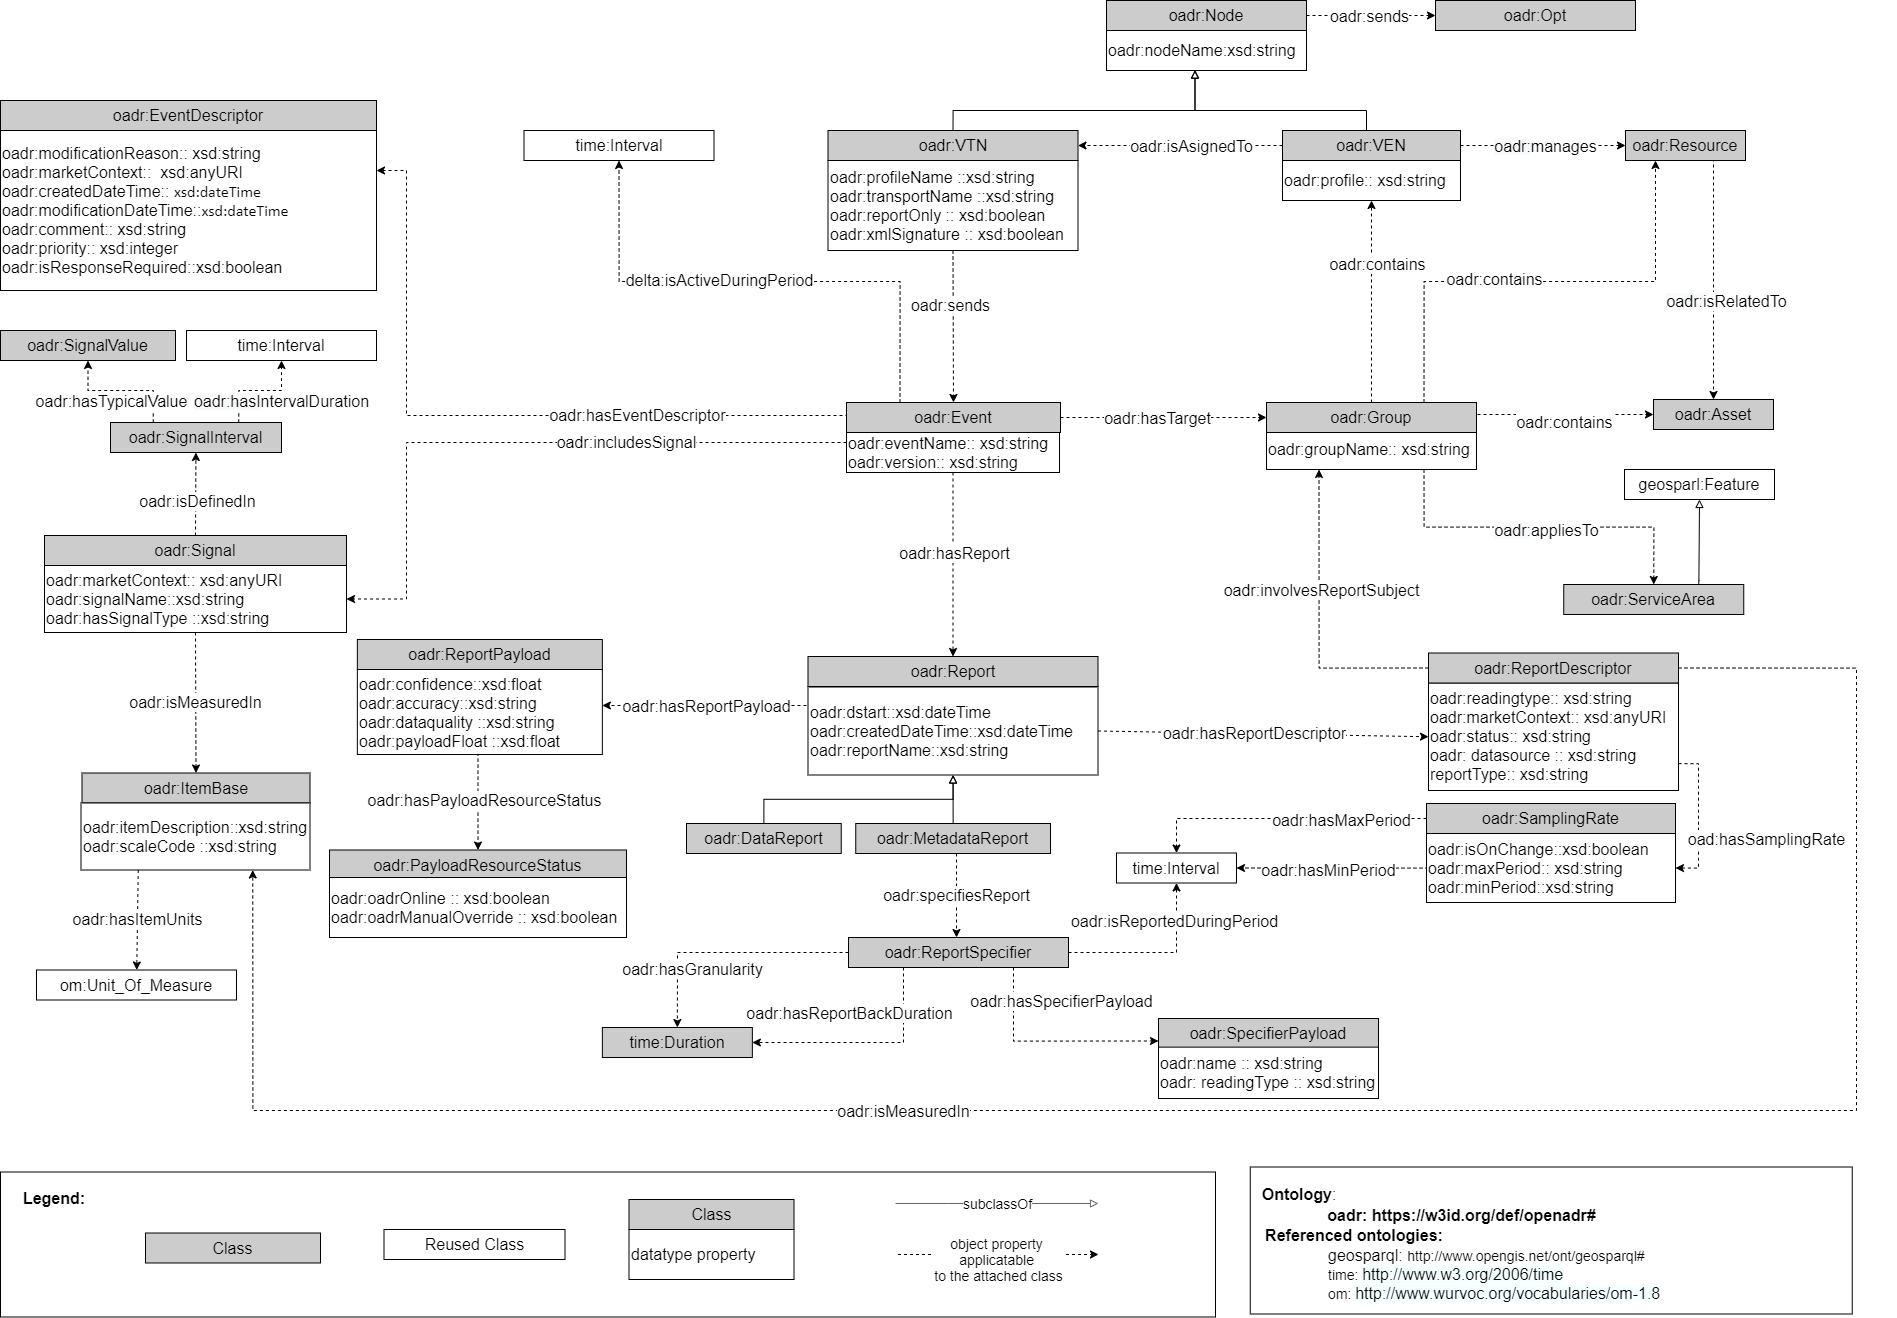 oadr:Node
oadr:sends
oadr:Opt
oadr:nodeName:xsd:string
oadr:EventDescriptor
oadr:modificationReason:: xsd:string
oadr:marketContext:: xsd:anyURI
oadr:createdDateTime:: xsd:dateTime
oadr:modificationDateTime::xsd:dateTime
oadr:comment:: xsd:string
oadr:priority:: xsd:integer
oadr:isResponseRequired::xsd:boolean
time:Interval
oadr:VTN
oadr:profileName ::xsd:string
oadr:transportName ::xsd:string
oadr:reportOnly :: xsd:boolean
oadr:xmlSignature :: xsd:boolean
oadr:isAsignedTo
oadr:VEN
oadr:profile:: xsd:string
oadr:manages
oadr:Resource
delta:isActiveDuringPeriod
oadr:sends
oadr:contains
oadr:contains
oadr:isRelatedTo
oadr:SignalValue
time:Interval
oadr:hasTypicalValue
oadr:hasIntervalDuration
oadr:SignalInterval
oadr:hasEventDescriptor
oadr:includesSignal
oadr:Event
oadr:eventName:: xsd:string
oadr:version:: xsd:string
oadr:hasTarget
oadr:Group
oadr:groupName:: xsd:string
oadr:contains
oadr:Asset
geosparl:Feature
oadr:isDefinedIn
oadr:appliesTo
oadr:hasReport
oadr:Signal
oadr:marketContext:: xsd:anyURI
oadr:signalName::xsd:string
oadr:hasSignalType ::xsd:string
oadr:involvesReportSubject
oadr:ServiceArea
oadr:ReportPayload
oadr:confidence::xsd:float
oadr:accuracy::xsd:string
oadr:dataquality ::xsd:string
oadr:payloadFloat ::xsd:float
oadr:hasReportPayload
oadr:Report
oadr:dstart::xsd:dateTime
oadr:createdDateTime::xsd:dateTime
oadr:reportName::xsd:string
oadr:hasReportDescriptor
oadr:ReportDescriptor
oadr:readingtype:: xsd:string
oadr:marketContext:: xsd:anyURI
oadr:status:: xsd:string
oadr: datasource :: xsd:string
reportType:: xsd:string
oadr:isMeasuredIn
oadr:ItemBase
oadr:itemDescription::xsd:string
oadr:scaleCode ::xsd:string
oadr:hasPayloadResourceStatus
oadr:DataReport
oadr:MetadataReport
oadr:hasMaxPeriod
oadr:SamplingRate
oadr:isOnChange::xsd:boolean
oadr:maxPeriod:: xsd:string
oadr:minPeriod::xsd:string
oad:hasSamplingRate
time:Interval
oadr:hasMinPeriod
oadr:PayloadResourceStatus
oadr:oadrOnline :: xsd:boolean
oadr:oadrManualOverride :: xsd:boolean
oadr:specifiesReport
oadr:hasItemUnits
oadr:isReportedDuringPeriod
oadr:ReportSpecifier
oadr:hasGranularity
om:Unit_Of_Measure
oadr:hasReportBackDuration
oadr:hasSpecifierPayload
time:Duration
oadr:SpecifierPayload
oadr:name :: xsd:string
oadr: readingType :: xsd:string
oadr:isMeasuredIn
Legend:
Class
Reused Class
Class
datatype property
subclassOf
object property
applicatable
to the attached class
Ontology:
oadr: https://w3id.org/def/openadr#
Referenced ontologies:
geosparql: http://www.opengis.net/ont/geosparql#
time: http://www.w3.org/2006/time
om: http://www.wurvoc.org/vocabularies/om-1.8